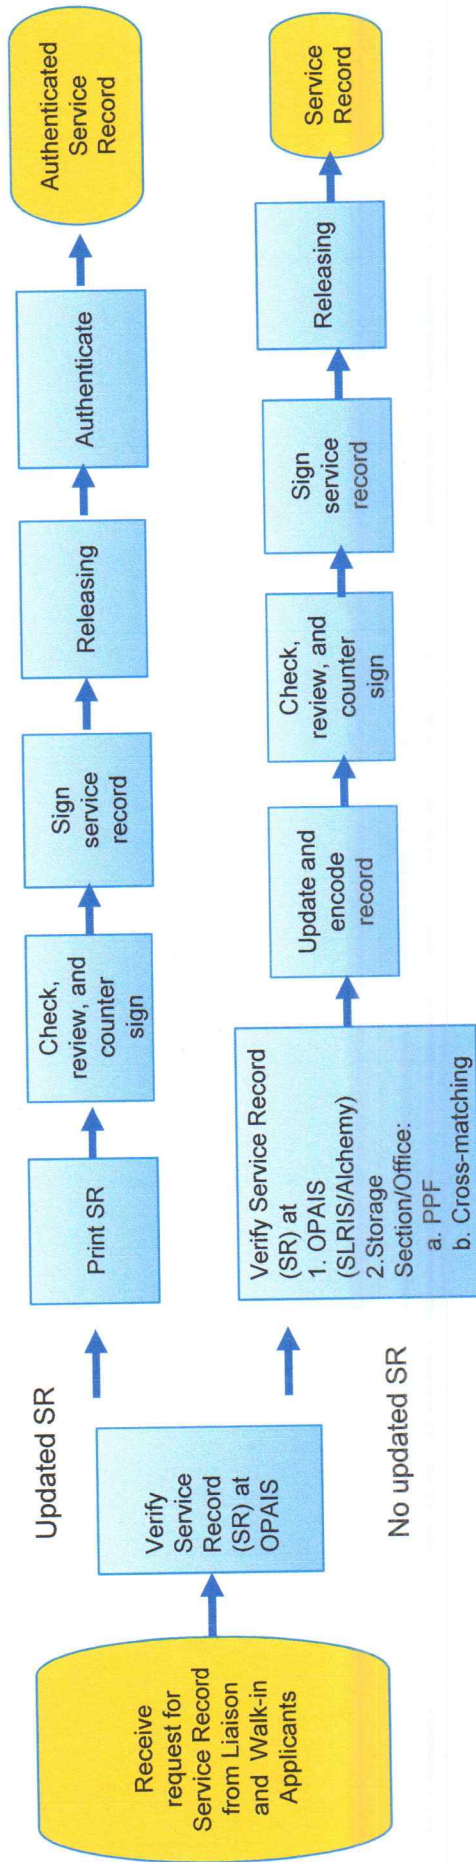 Receive
request for
Service Record
from Liaison
and Walk-in
Applicants
Verify
Service
Record
(SR) at
OPAIS
Updated SR
Print SR
Check,
review, and
counter
sign
Sign
service
record
Releasing
Authenticate
Authenticated
Service
Record
No updated SR
Verify Service Record
(SR) at
1. OPAIS
(SLRIS/Alchemy)
2.Storage
Section/Office:
a. PPF
b. Cross-matching
Update and
encode
record
Check,
review, and
counter
sign
Sign
service
record
Releasing
Service
Record